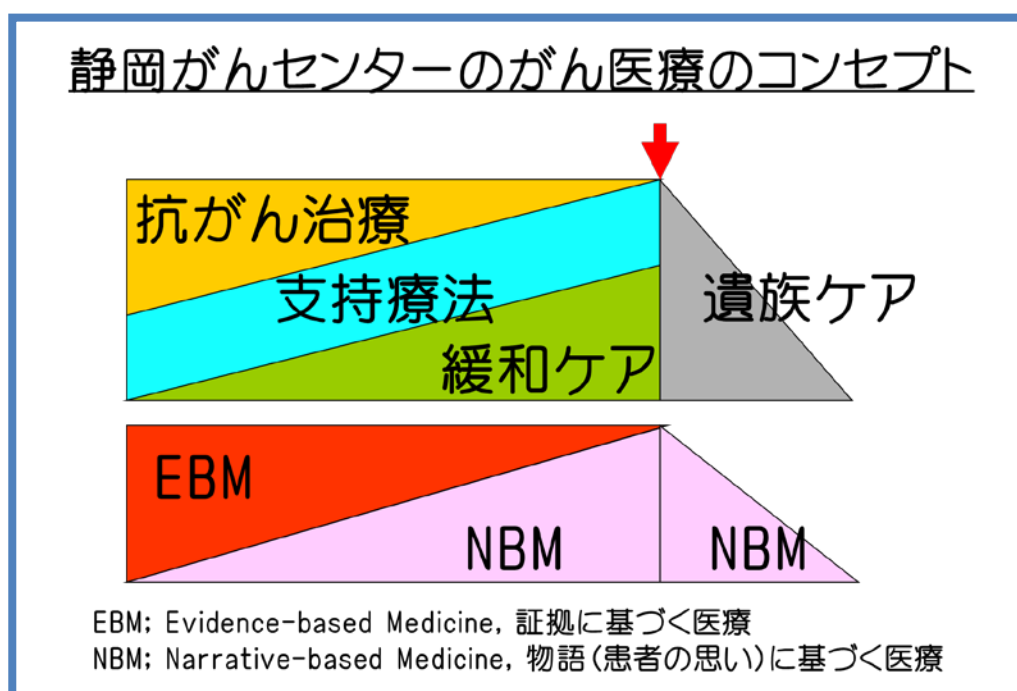 静岡がんセンターのがん医療のコンセプト
抗がん治療
支持療法
緩和ケア
遺族ケア
EBM
NBM
NBM
EBM; Evidence-based Medicine, 証拠に基づく医療
NBM; Narrative-based Medicine, 物語(患者の思い)に基づく医療